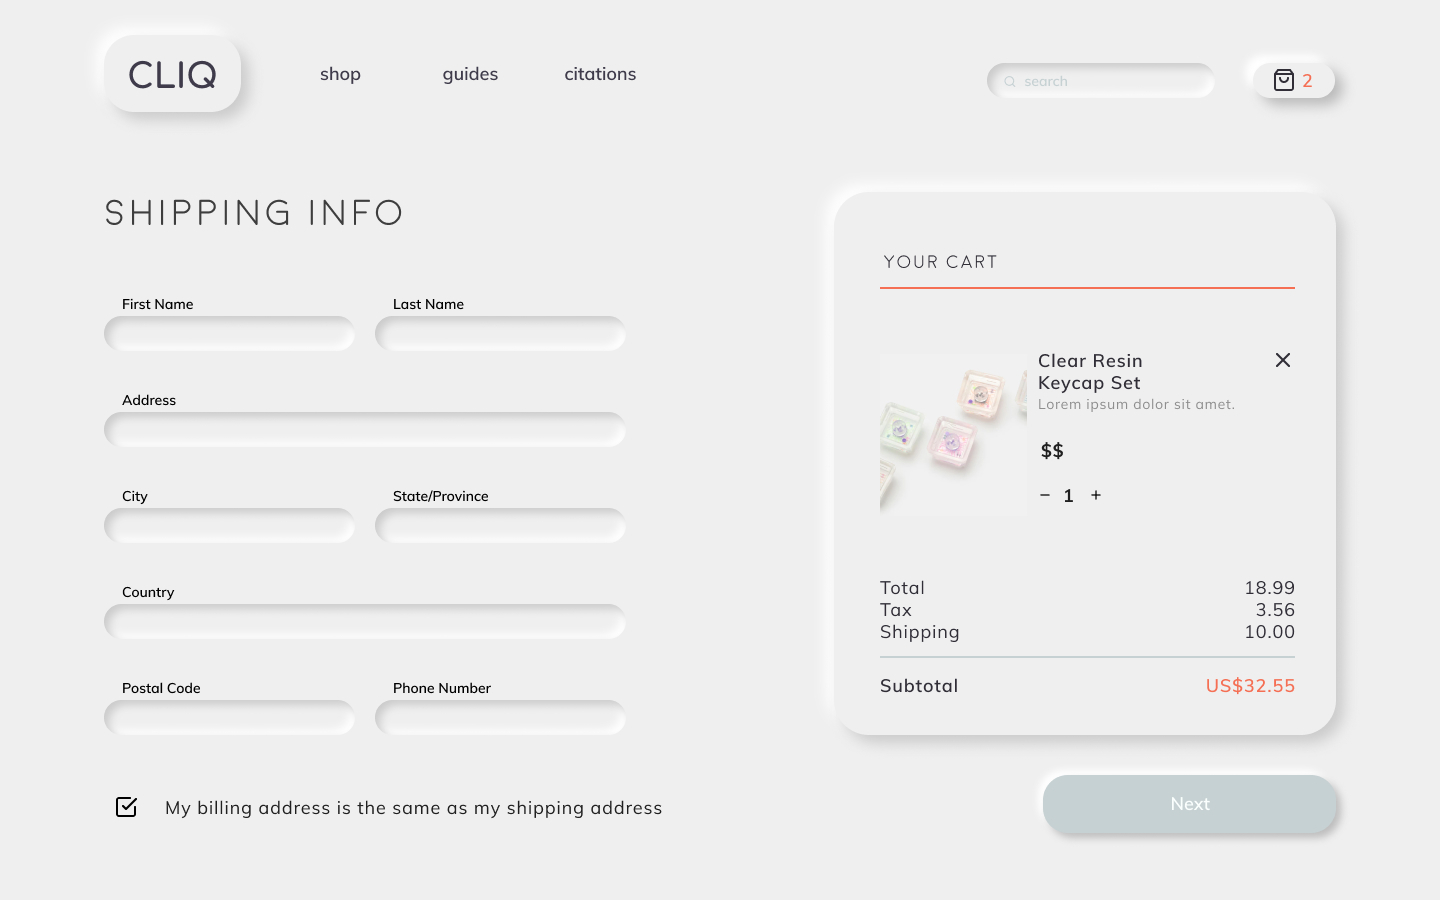 CLIQ
shop
guides
citations
search
2
SHIPPING INFO
First Name
Last Name
Address
City
State/Province
Country
Postal Code
Phone Number
My billing address is the same as my shipping address
YOUR CART
Clear Resin
Keycap Set
Lorem ipsum dolor sit amet.
$$
− 1 +
Total 18.99
Tax 3.56
Shipping 10.00
Subtotal US$32.55
Next